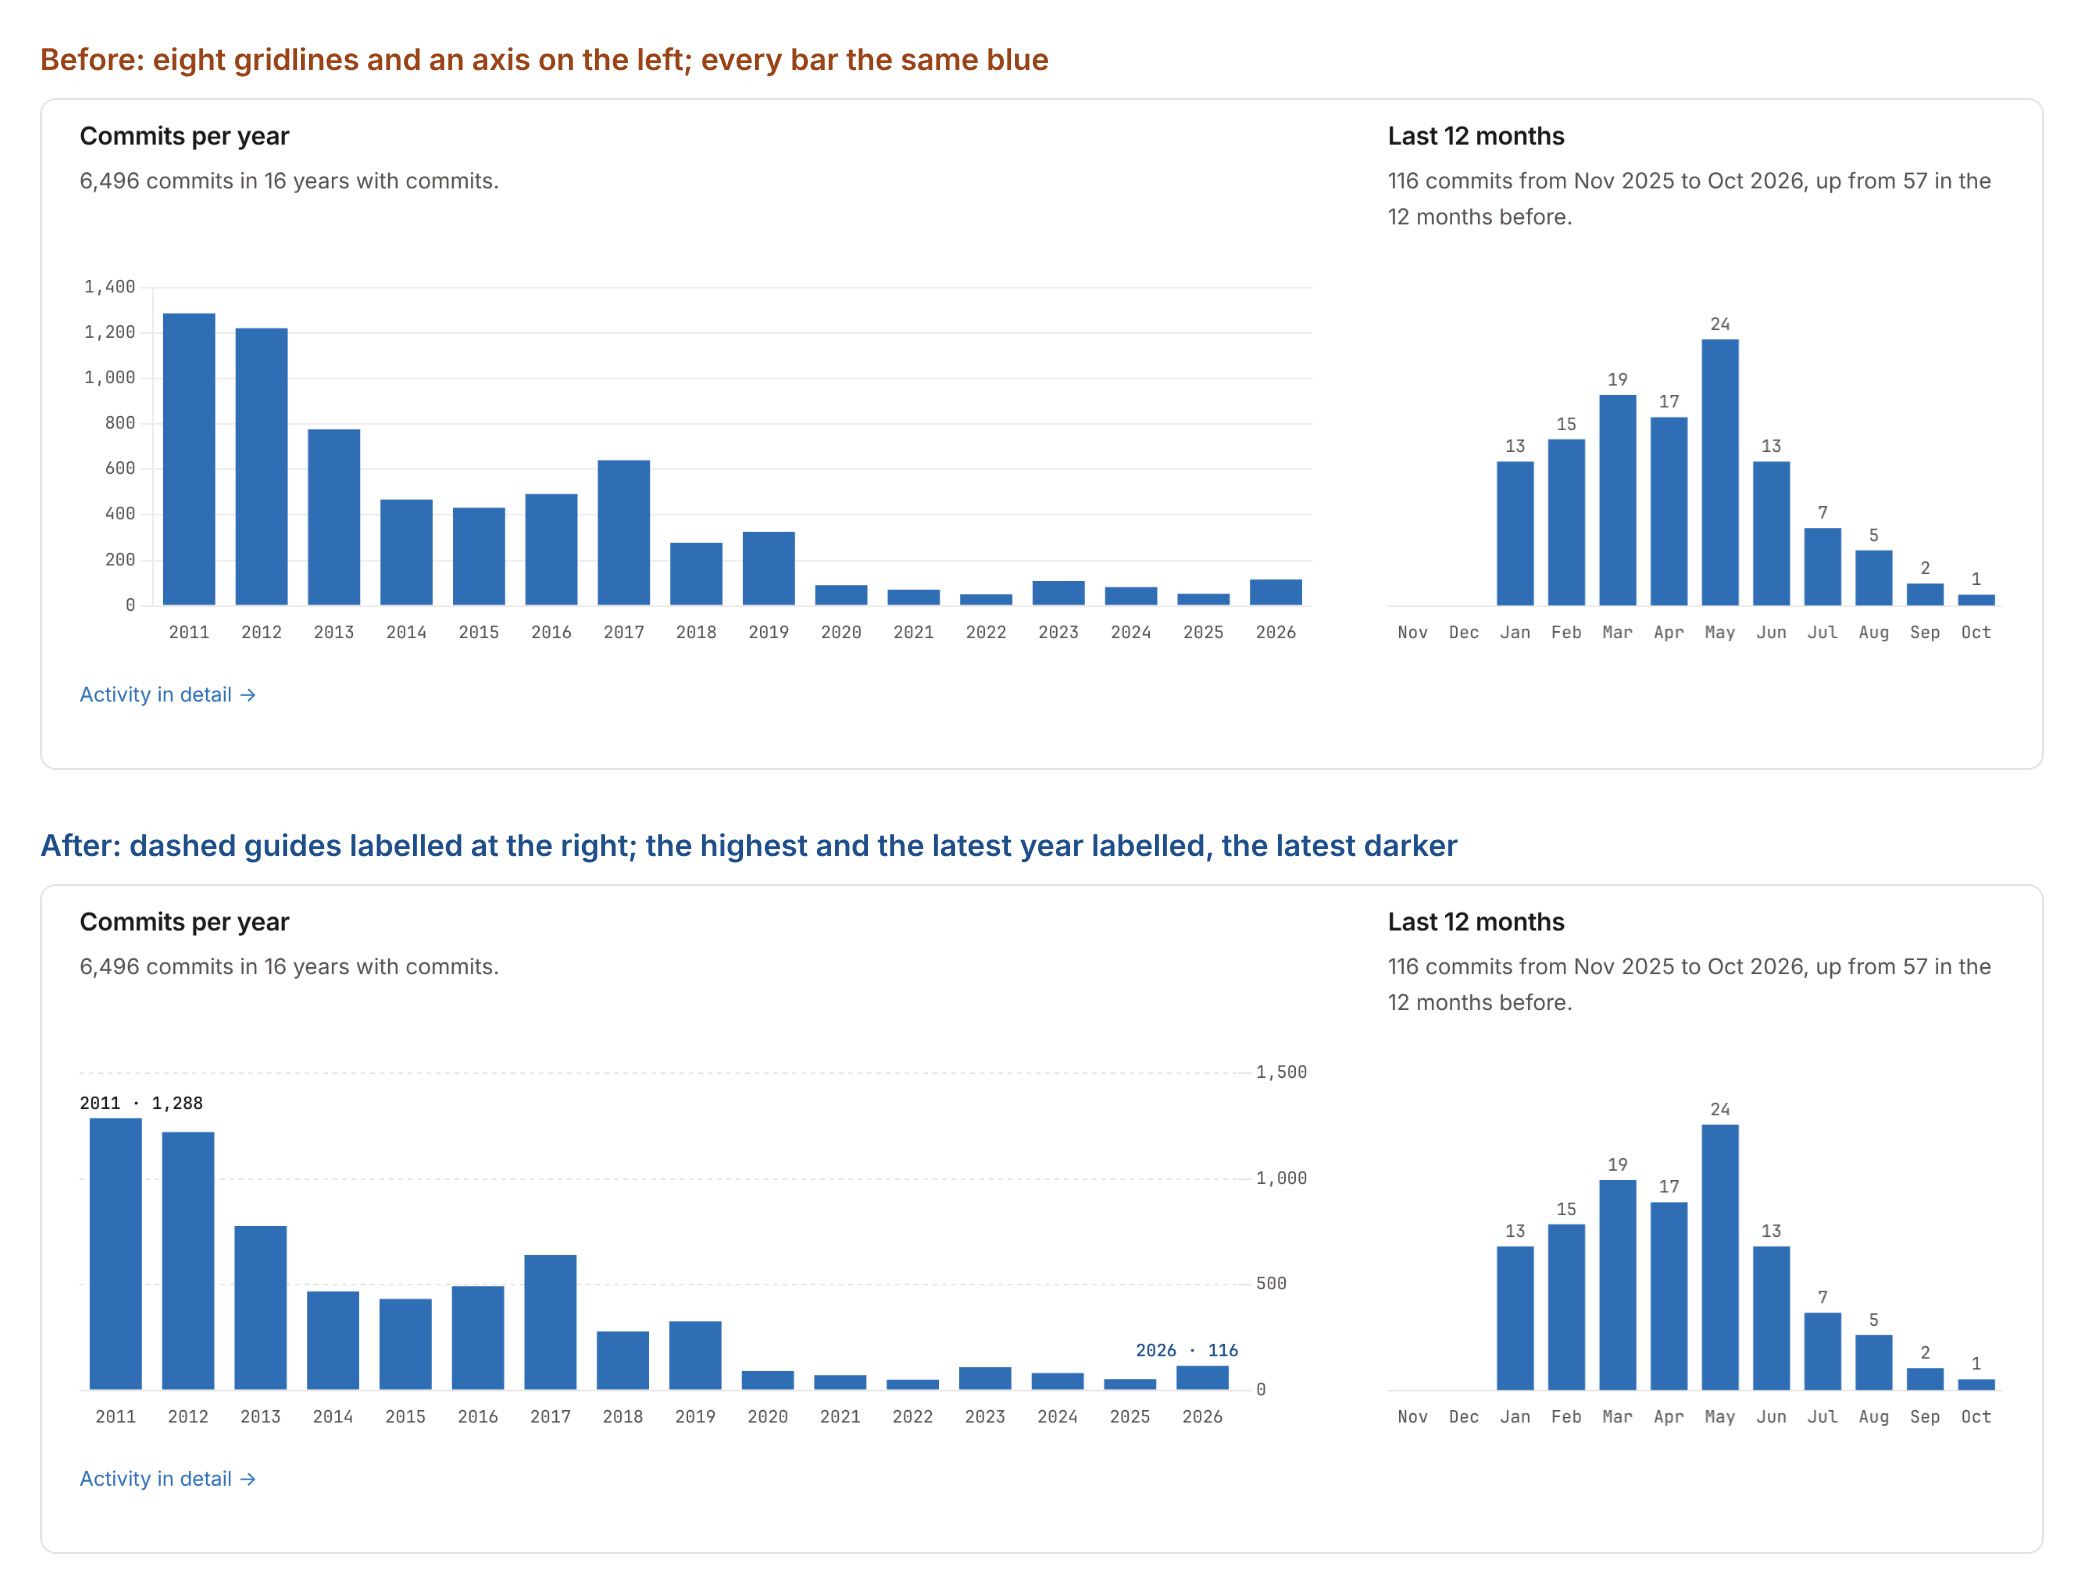 Before: eight gridlines and an axis on the left; every bar the same blue
Commits per year
6,496 commits in 16 years with commits.
1,400
1,200
1,000
800
600
400
200
0
2011 2012 2013 2014 2015 2016 2017 2018 2019 2020 2021 2022 2023 2024 2025 2026
Activity in detail →
Last 12 months
116 commits from Nov 2025 to Oct 2026, up from 57 in the
12 months before.
24
19
17
15
13 13
7
5
2
1
Nov Dec Jan Feb Mar Apr May Jun Jul Aug Sep Oct
After: dashed guides labelled at the right; the highest and the latest year labelled, the latest darker
Commits per year
6,496 commits in 16 years with commits.
1,500
2011 · 1,288
1,000
500
2026 · 116
0
2011 2012 2013 2014 2015 2016 2017 2018 2019 2020 2021 2022 2023 2024 2025 2026
Activity in detail →
Last 12 months
116 commits from Nov 2025 to Oct 2026, up from 57 in the
12 months before.
24
19
17
15
13 13
7
5
2
1
Nov Dec Jan Feb Mar Apr May Jun Jul Aug Sep Oct